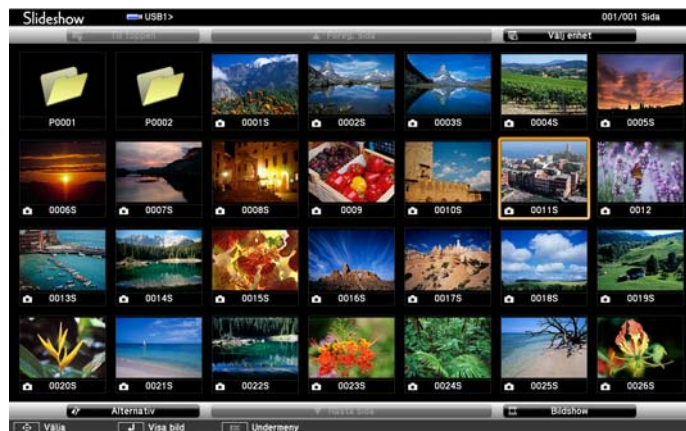 Slideshow USB1> 001/001 Sida
Till toppen Föreg. sida Välj enhet
P0001 P0002 0001S 0002S 0003S 0004S 0005S
0006S 0007S 0008S 0009 0010S 0011S 0012
0013S 0014S 0015S 0016S 0017S 0018S 0019S
0020S 0021S 0022S 0023S 0024S 0025S 0026S
Alternativ Nästa sida Bildshow
Välja Visa bild Esc Undermeny